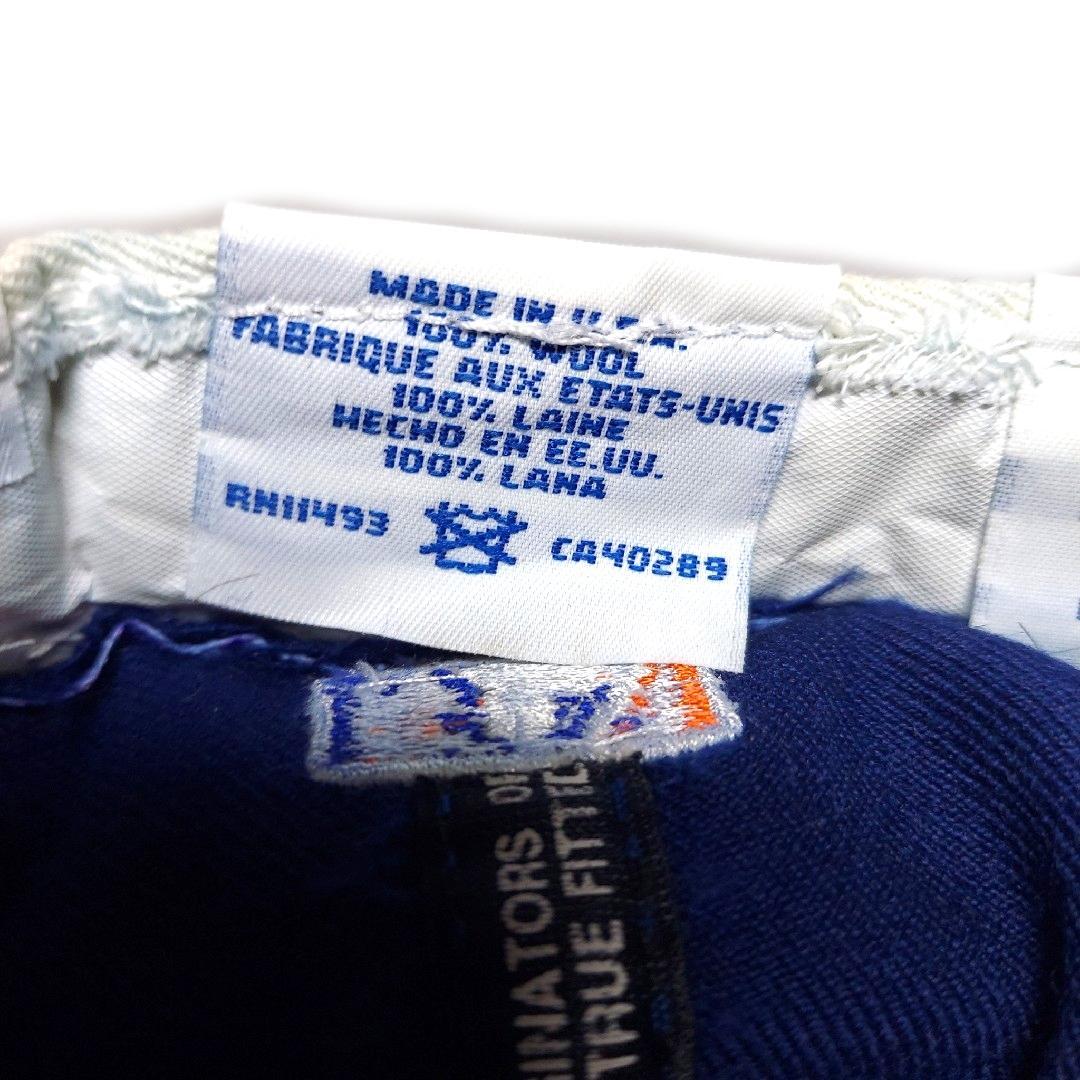 MADE IN U.S.A.
100% WOOL
FABRIQUE AUX ETATS-UNIS
100% LAINE
HECHO EN EE.UU.
100% LANA
RN11493
CA40289
INATORS OF
TRUE FITTE